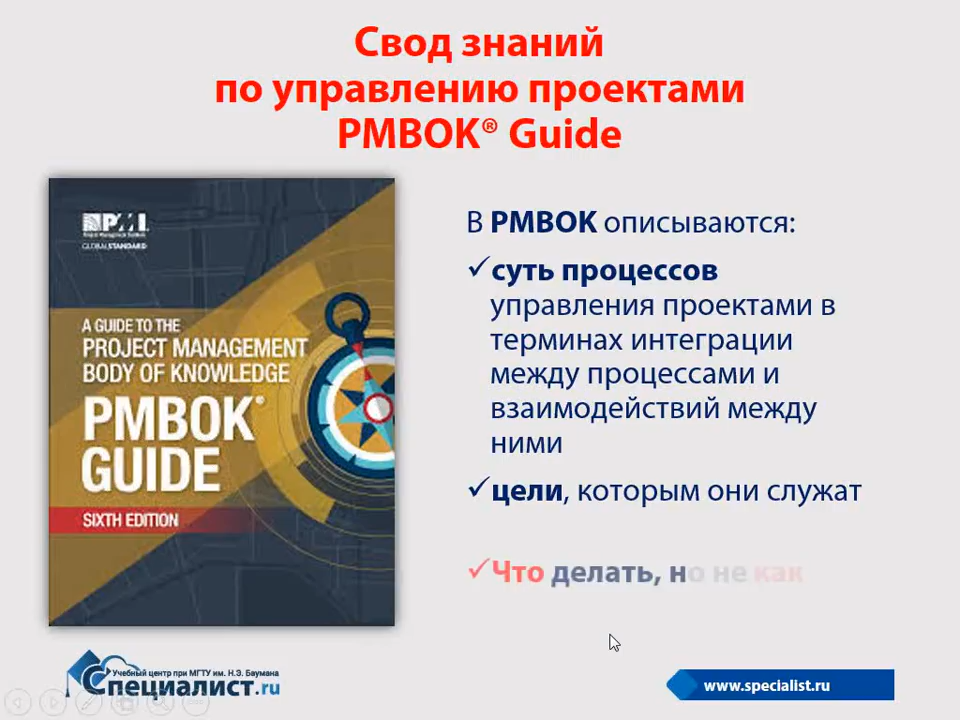 Свод знаний
по управлению проектами
PMBOK® Guide
PMI
GLOBAL STANDARD
A GUIDE TO THE
PROJECT MANAGEMENT
BODY OF KNOWLEDGE
PMBOK®
GUIDE
SIXTH EDITION
В PMBOK описываются:
✓суть процессов
управления проектами в
терминах интеграции
между процессами и
взаимодействий между
ними
✓цели, которым они служат
✓Что делать, но не как
Учебный центр при МГТУ им. Н.Э. Баумана
Специалист.ru
www.specialist.ru